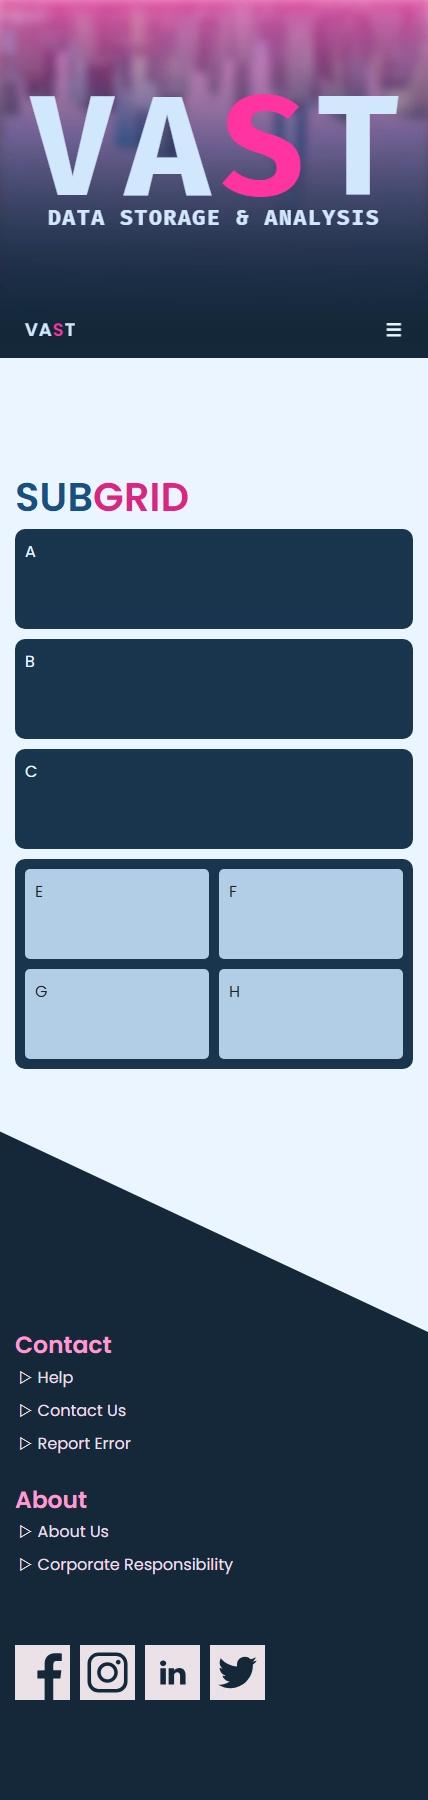 VAST
DATA STORAGE & ANALYSIS
VAST
SUBGRID
A
B
C
E
F
G
H
Contact
Help
Contact Us
Report Error
About
About Us
Corporate Responsibility
f
in